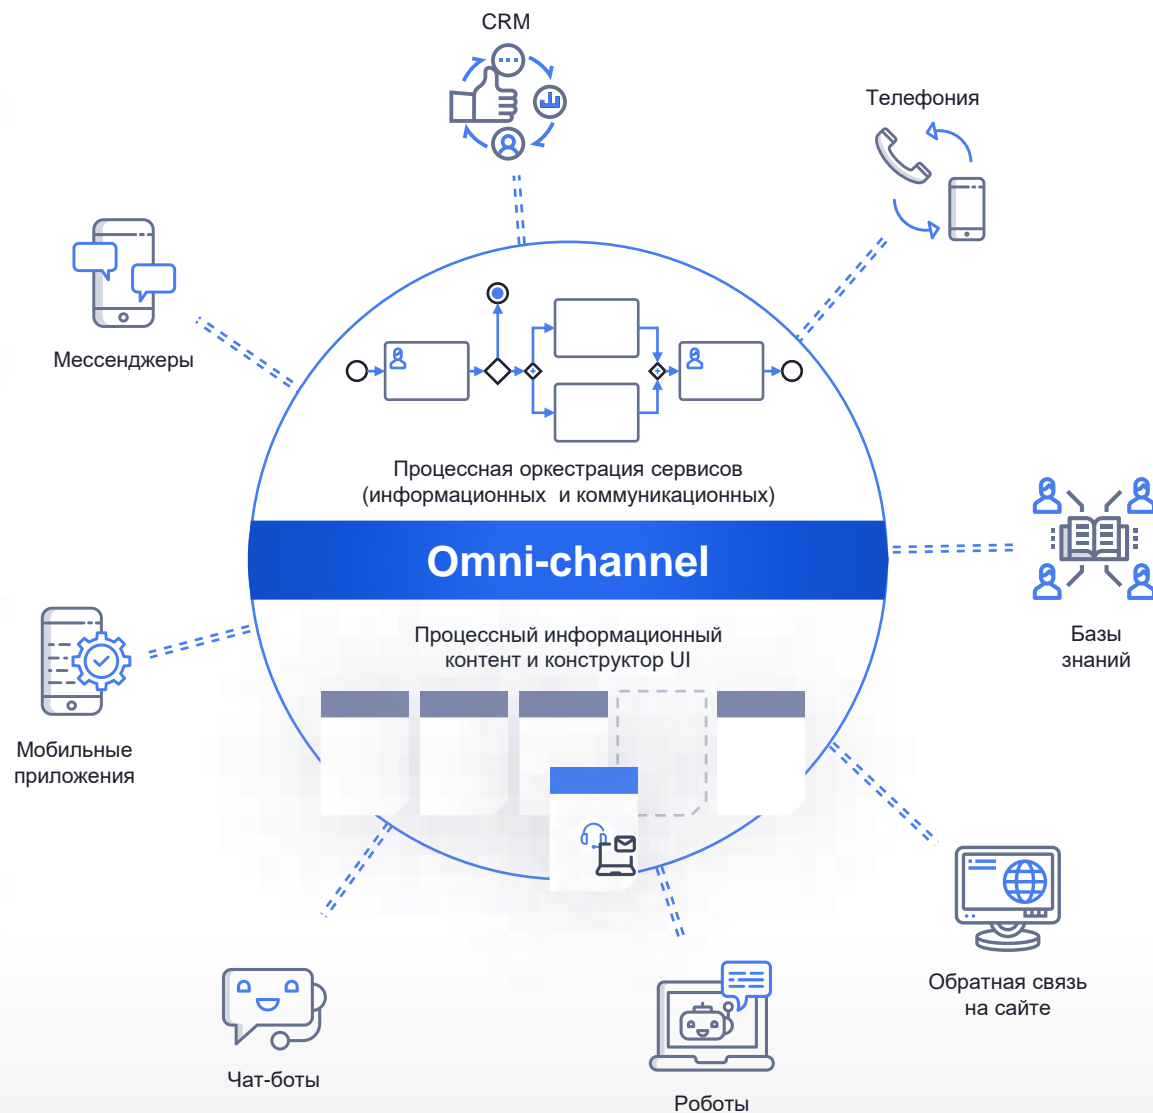 CRM
Телефония
Мессенджеры
Процессная оркестрация сервисов
(информационных и коммуникационных)
Omni-channel
Процессный информационный
контент и конструктор UI
Базы
знаний
Мобильные
приложения
Обратная связь
на сайте
Чат-боты
Роботы